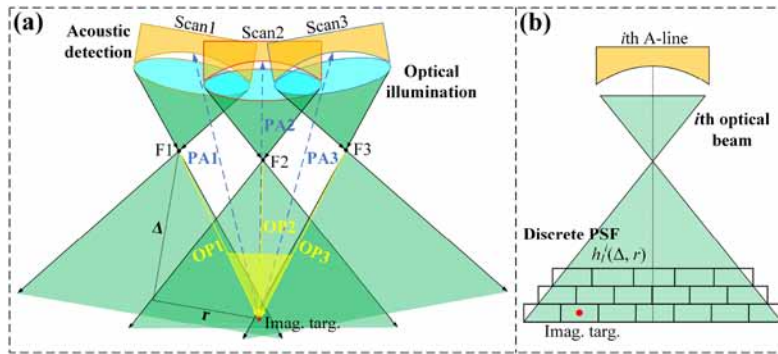 (a)
Scan1
Scan2
Scan3
Acoustic
detection
Optical
illumination
PA2
F1
PA1
F2
PA3
F3
Δ
OP2
OP1
OP3
r
Imag. targ.
(b)
ith A-line
ith optical
beam
Discrete PSF
hₗⁱ(Δ, r)
Imag. targ.